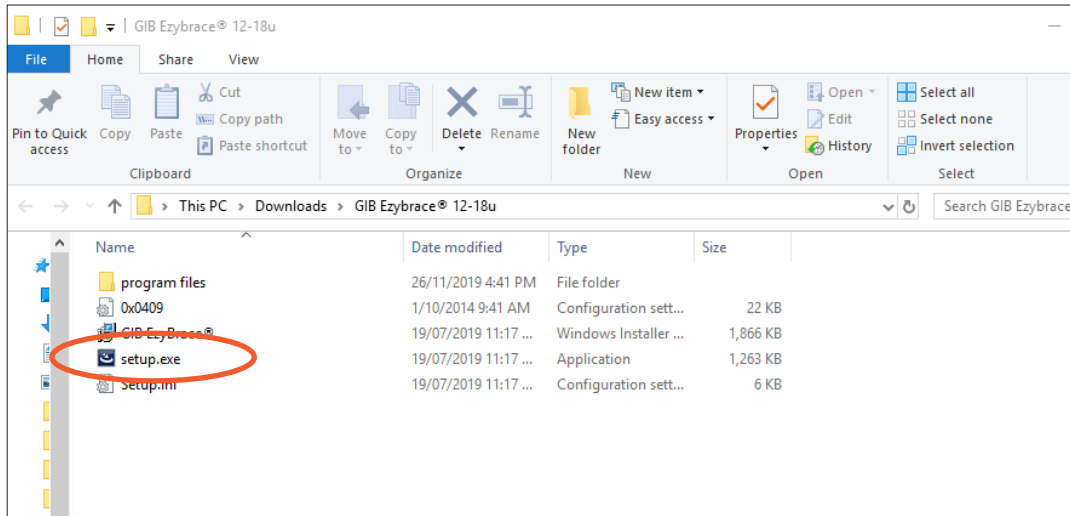 GIB Ezybrace® 12-18u
File Home Share View
Pin to Quick access
Copy
Paste
Cut
Copy path
Paste shortcut
Clipboard
Move to
Copy to
Delete
Rename
Organize
New folder
New item
Easy access
New
Properties
Open
Edit
History
Open
Select all
Select none
Invert selection
Select
This PC > Downloads > GIB Ezybrace® 12-18u
Search GIB Ezybrace
Name Date modified Type Size
program files 26/11/2019 4:41 PM File folder
0x0409 1/10/2014 9:41 AM Configuration sett... 22 KB
GIB EzyBrace® 19/07/2019 11:17 ... Windows Installer ... 1,866 KB
setup.exe 19/07/2019 11:17 ... Application 1,263 KB
Setup.ini 19/07/2019 11:17 ... Configuration sett... 6 KB